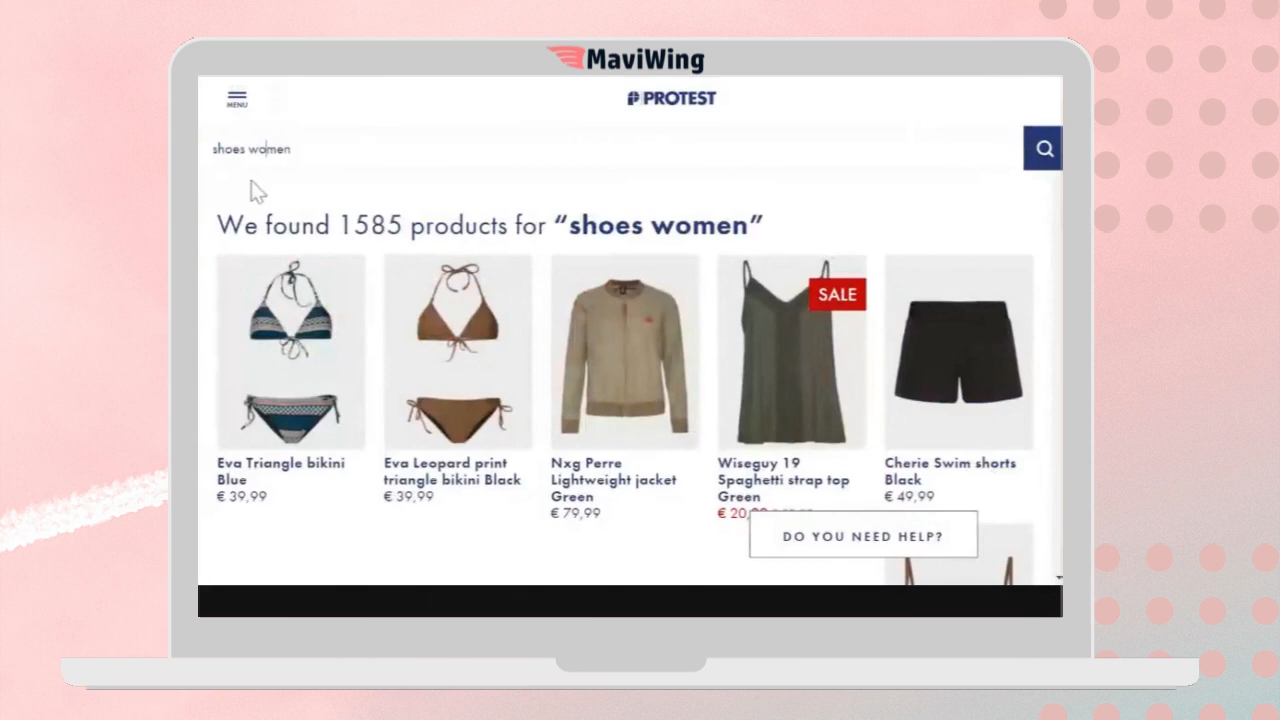 MaviWing
MENU
PROTEST
shoes women
We found 1585 products for “shoes women”
SALE
Eva Triangle bikini
Blue
€ 39,99
Eva Leopard print
triangle bikini Black
€ 39,99
Nxg Perre
Lightweight jacket
Green
€ 79,99
Wiseguy 19
Spaghetti strap top
Green
€ 20,
Cherie Swim shorts
Black
€ 49,99
DO YOU NEED HELP?